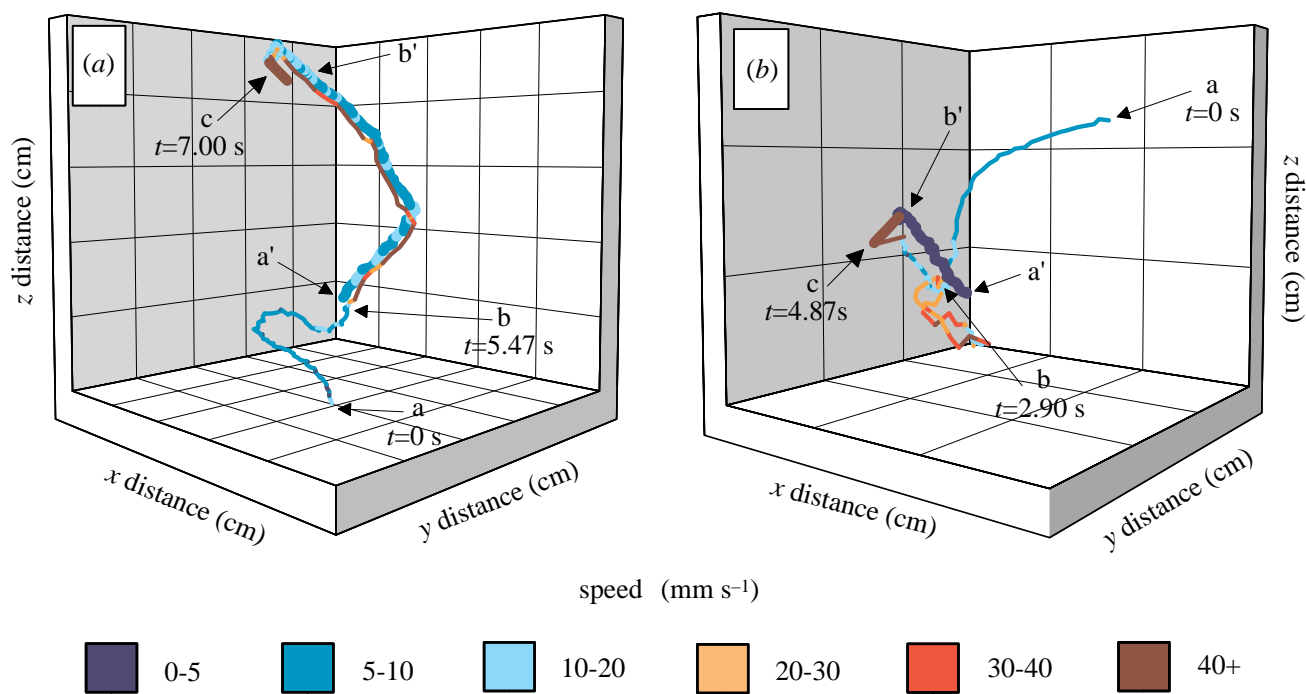 (a)
b'
c
t=7.00 s
a'
b
t=5.47 s
a
t=0 s
z distance (cm)
x distance (cm)
y distance (cm)
(b)
a
t=0 s
b'
a'
c
t=4.87s
b
t=2.90 s
z distance (cm)
x distance (cm)
y distance (cm)
speed (mm s–1)
0-5
5-10
10-20
20-30
30-40
40+